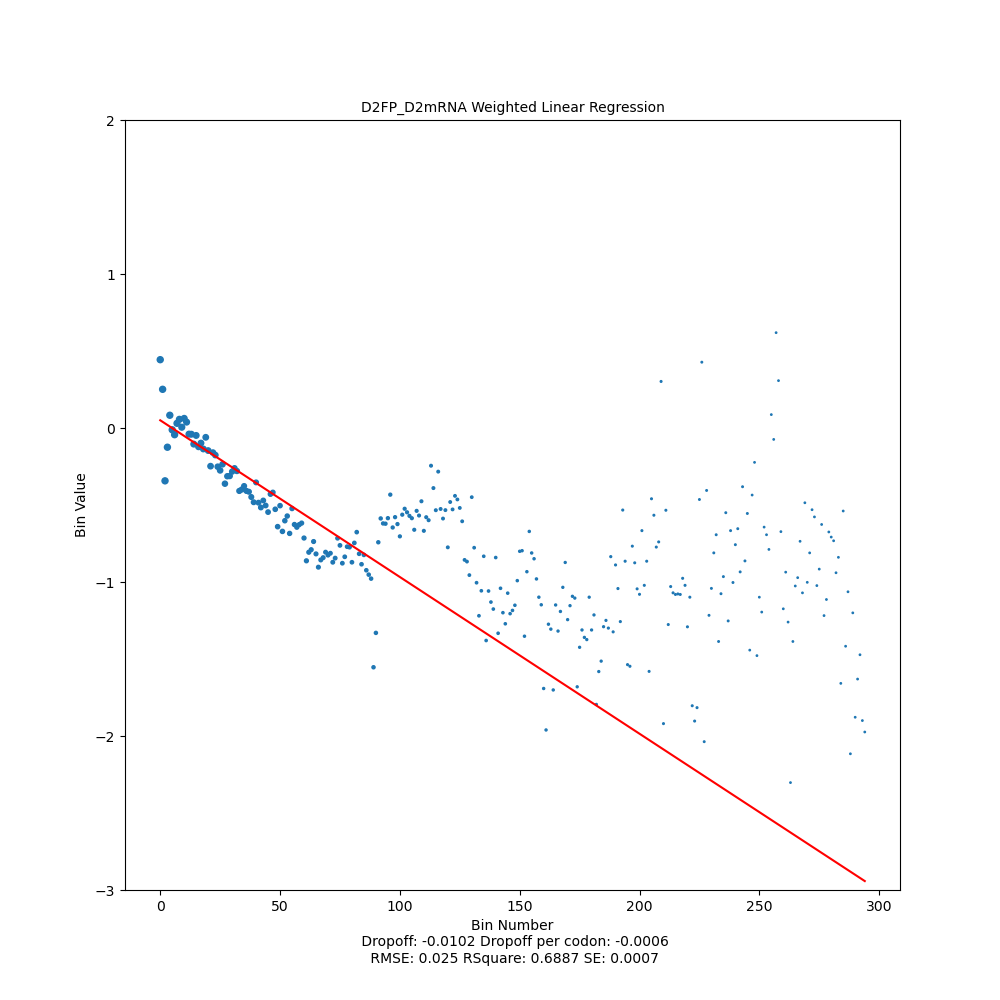 D2FP_D2mRNA Weighted Linear Regression
2
1
0
−1
−2
−3
Bin Value
0 50 100 150 200 250 300
Bin Number
Dropoff: -0.0102 Dropoff per codon: -0.0006
RMSE: 0.025 RSquare: 0.6887 SE: 0.0007